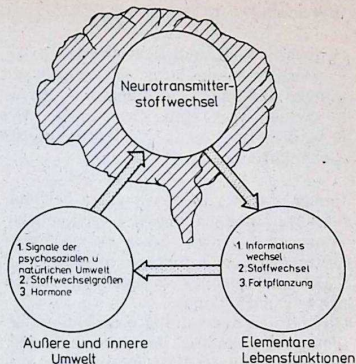 Neurotransmitter-
stoffwechsel
1. Signale der
psychosozialen u
natürlichen Umwelt
2. Stoffwechselgrößen
3 Hormone
1 Informations
wechsel
2. Stoffwechsel
3. Fortpflanzung
Äußere und innere
Umwelt
Elementare
Lebensfunktionen